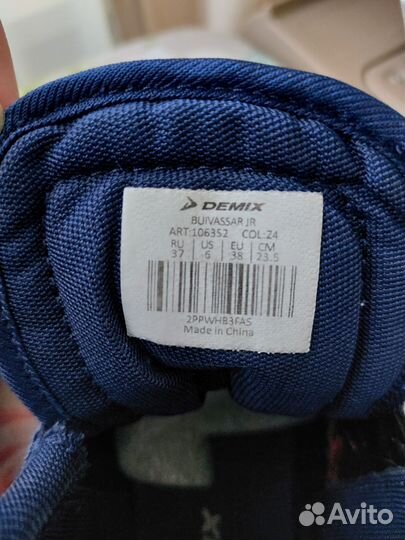 DEMIX
BUIVASSAR JR
ART:106352 COL:Z4
RU US EU CM
37 6 38 23.5
2PPWHB3FAS
Made in China
Avito